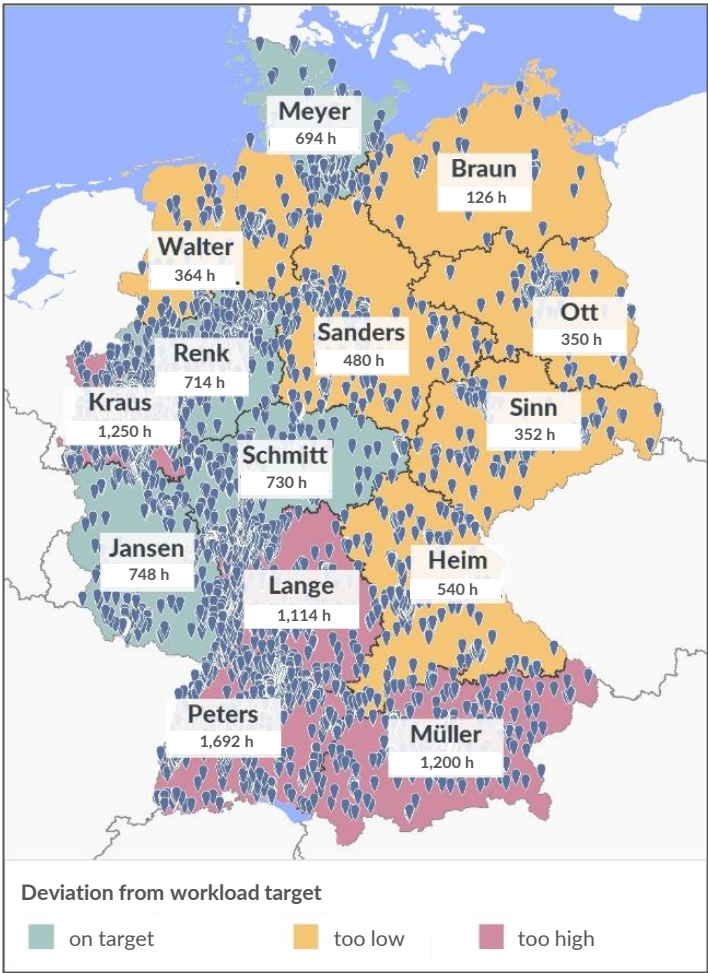 Meyer
694 h
Braun
126 h
Walter
364 h
Ott
350 h
Sanders
480 h
Renk
714 h
Kraus
1,250 h
Sinn
352 h
Schmitt
730 h
Jansen
748 h
Heim
540 h
Lange
1,114 h
Peters
1,692 h
Müller
1,200 h
Deviation from workload target
on target
too low
too high